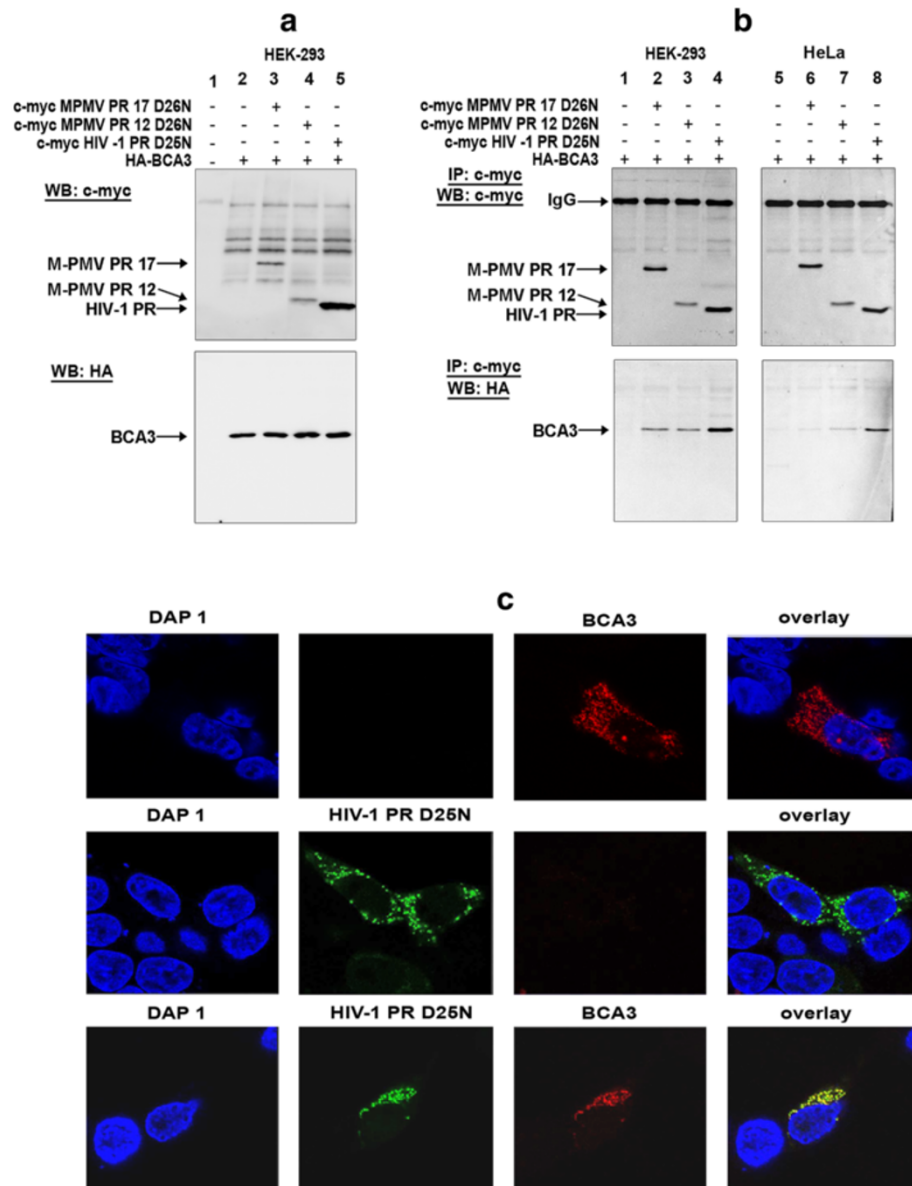 a
HEK-293
1 2 3 4 5
c-myc MPMV PR 17 D26N - - + - -
c-myc MPMV PR 12 D26N - - - + -
c-myc HIV -1 PR D25N - - - - +
HA-BCA3 - + + + +
WB: c-myc
M-PMV PR 17
M-PMV PR 12
HIV-1 PR
WB: HA
BCA3
b
HEK-293 HeLa
1 2 3 4 5 6 7 8
c-myc MPMV PR 17 D26N - + - - - + - -
c-myc MPMV PR 12 D26N - - + - - - + -
c-myc HIV -1 PR D25N - - - + - - - +
HA-BCA3 + + + + + + + +
IP: c-myc
WB: c-myc
IgG
M-PMV PR 17
M-PMV PR 12
HIV-1 PR
IP: c-myc
WB: HA
BCA3
c
DAP 1 BCA3 overlay
DAP 1 HIV-1 PR D25N overlay
DAP 1 HIV-1 PR D25N BCA3 overlay